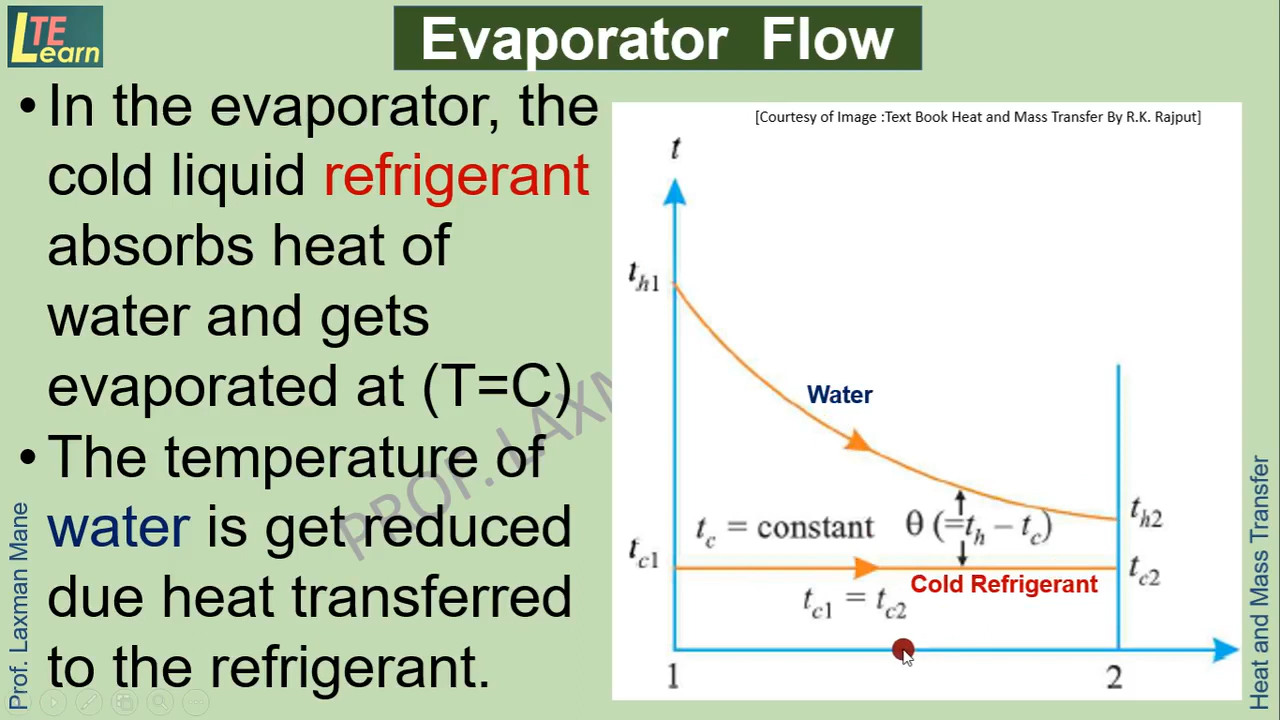 LTE
Learn
Evaporator Flow
• In the evaporator, the
cold liquid refrigerant
absorbs heat of
water and gets
evaporated at (T=C)
• The temperature of
water is get reduced
due heat transferred
to the refrigerant.
[Courtesy of Image :Text Book Heat and Mass Transfer By R.K. Rajput]
t
t_h1
Water
t_h2
t_c = constant θ (=t_h – t_c)
t_c1
t_c2
Cold Refrigerant
t_c1 = t_c2
1
2
PROF. LAXM
Prof. Laxman Mane
Heat and Mass Transfer